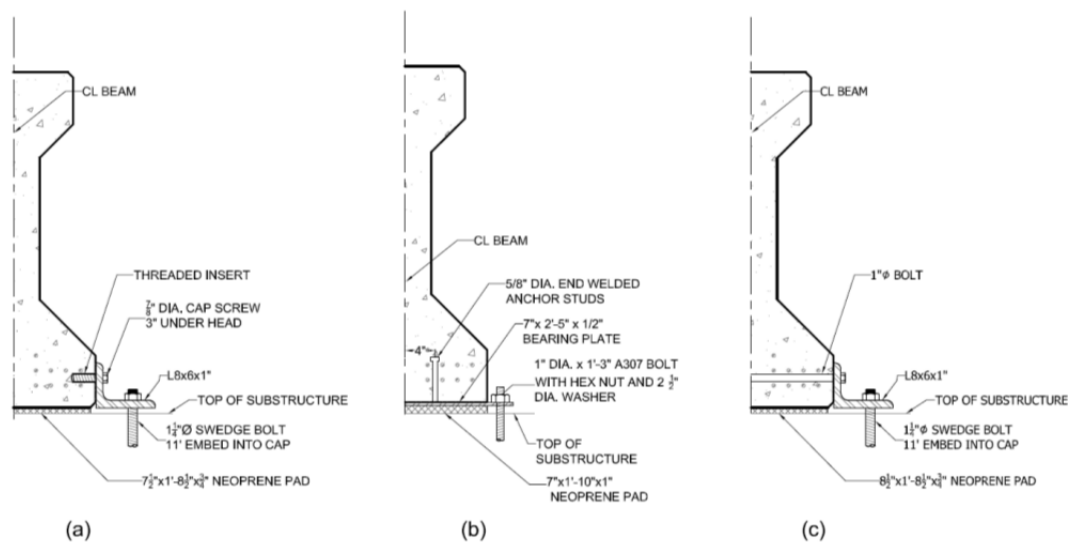 CL BEAM
THREADED INSERT
7/8" DIA. CAP SCREW
3" UNDER HEAD
L8x6x1"
TOP OF SUBSTRUCTURE
1 1/4"Ø SWEDGE BOLT
11' EMBED INTO CAP
7 1/2"x1'-8 1/2"x3/4" NEOPRENE PAD
(a)
CL BEAM
5/8" DIA. END WELDED
ANCHOR STUDS
7"x 2'-5" x 1/2"
BEARING PLATE
4"
1" DIA. x 1'-3" A307 BOLT
WITH HEX NUT AND 2 1/2"
DIA. WASHER
TOP OF
SUBSTRUCTURE
7"x1'-10"x1"
NEOPRENE PAD
(b)
CL BEAM
1"φ BOLT
L8x6x1"
TOP OF SUBSTRUCTURE
1 1/2"φ SWEDGE BOLT
11' EMBED INTO CAP
8 1/2"x1'-8 1/2"x3/4" NEOPRENE PAD
(c)